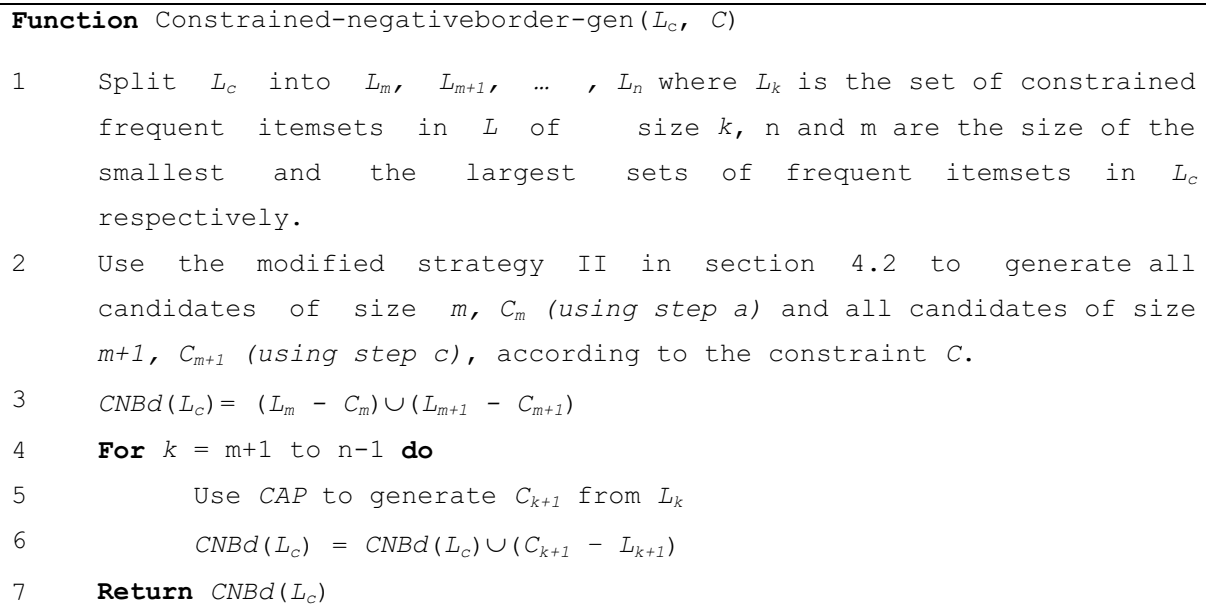 Function Constrained-negativeborder-gen(Lc, C)
1 Split Lc into Lm, Lm+1, … , Ln where Lk is the set of constrained
frequent itemsets in L of size k, n and m are the size of the
smallest and the largest sets of frequent itemsets in Lc
respectively.
2 Use the modified strategy II in section 4.2 to generate all
candidates of size m, Cm (using step a) and all candidates of size
m+1, Cm+1 (using step c), according to the constraint C.
3 CNBd(Lc)= (Lm - Cm)∪(Lm+1 - Cm+1)
4 For k = m+1 to n-1 do
5 Use CAP to generate Ck+1 from Lk
6 CNBd(Lc) = CNBd(Lc)∪(Ck+1 – Lk+1)
7 Return CNBd(Lc)